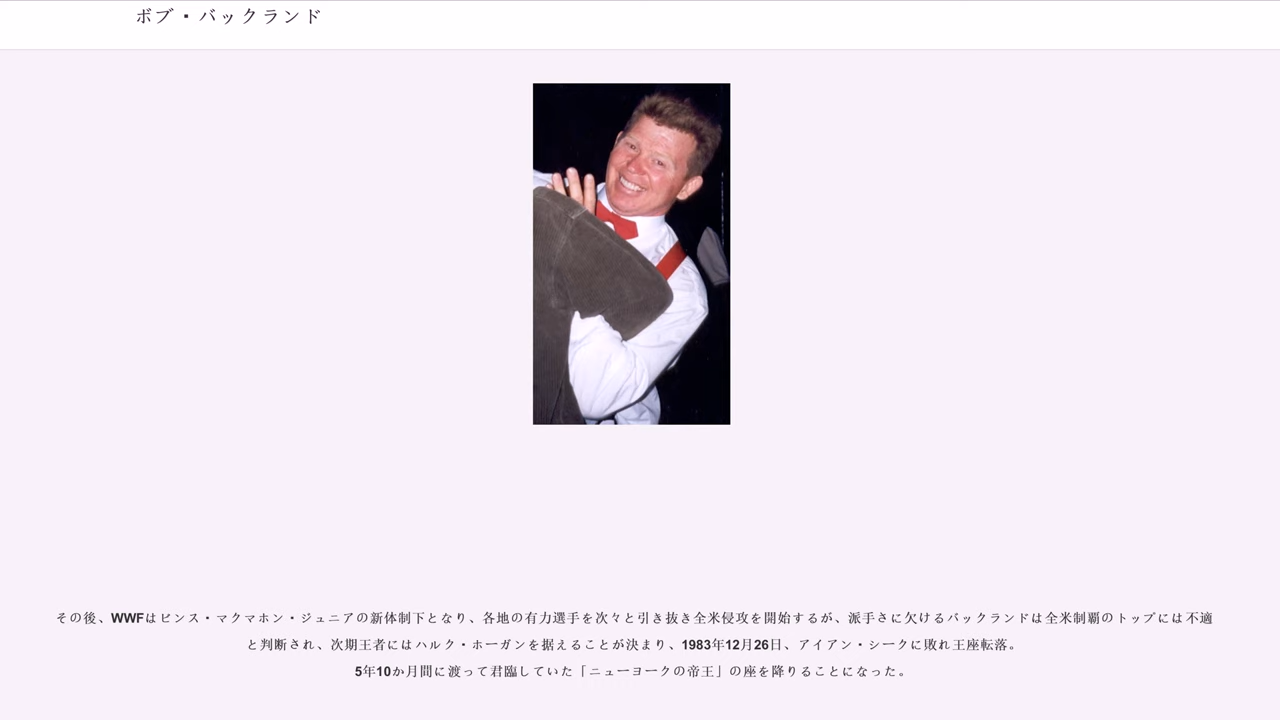 ボブ・バックランド
その後、WWFはビンス・マクマホン・ジュニアの新体制下となり、各地の有力選手を次々と引き抜き全米侵攻を開始するが、派手さに欠けるバックランドは全米制覇のトップには不適
と判断され、次期王者にはハルク・ホーガンを据えることが決まり、1983年12月26日、アイアン・シークに敗れ王座転落。
5年10か月間に渡って君臨していた「ニューヨークの帝王」の座を降りることになった。